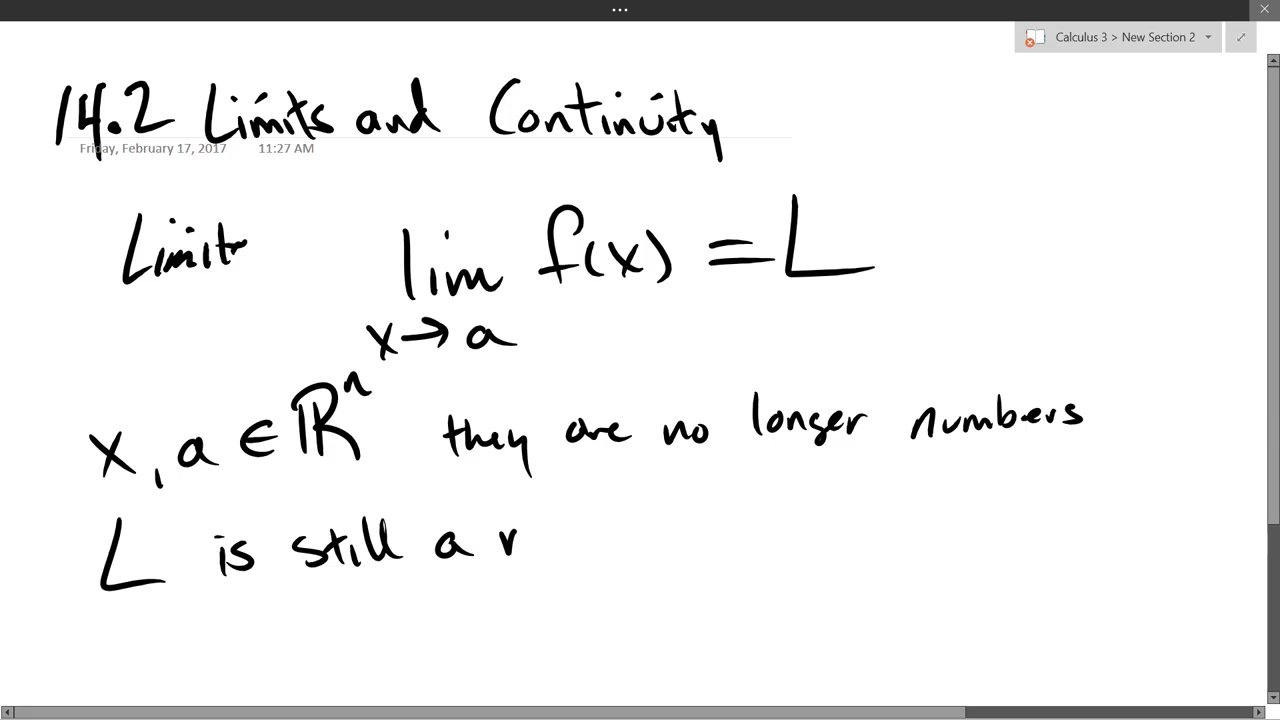 ...
Calculus 3 > New Section 2
14.2 Limits and Continuity
Friday, February 17, 2017 11:27 AM
Limits lim f(x) = L
x → a
x, a ∈ ℝⁿ they are no longer numbers
L is still a r